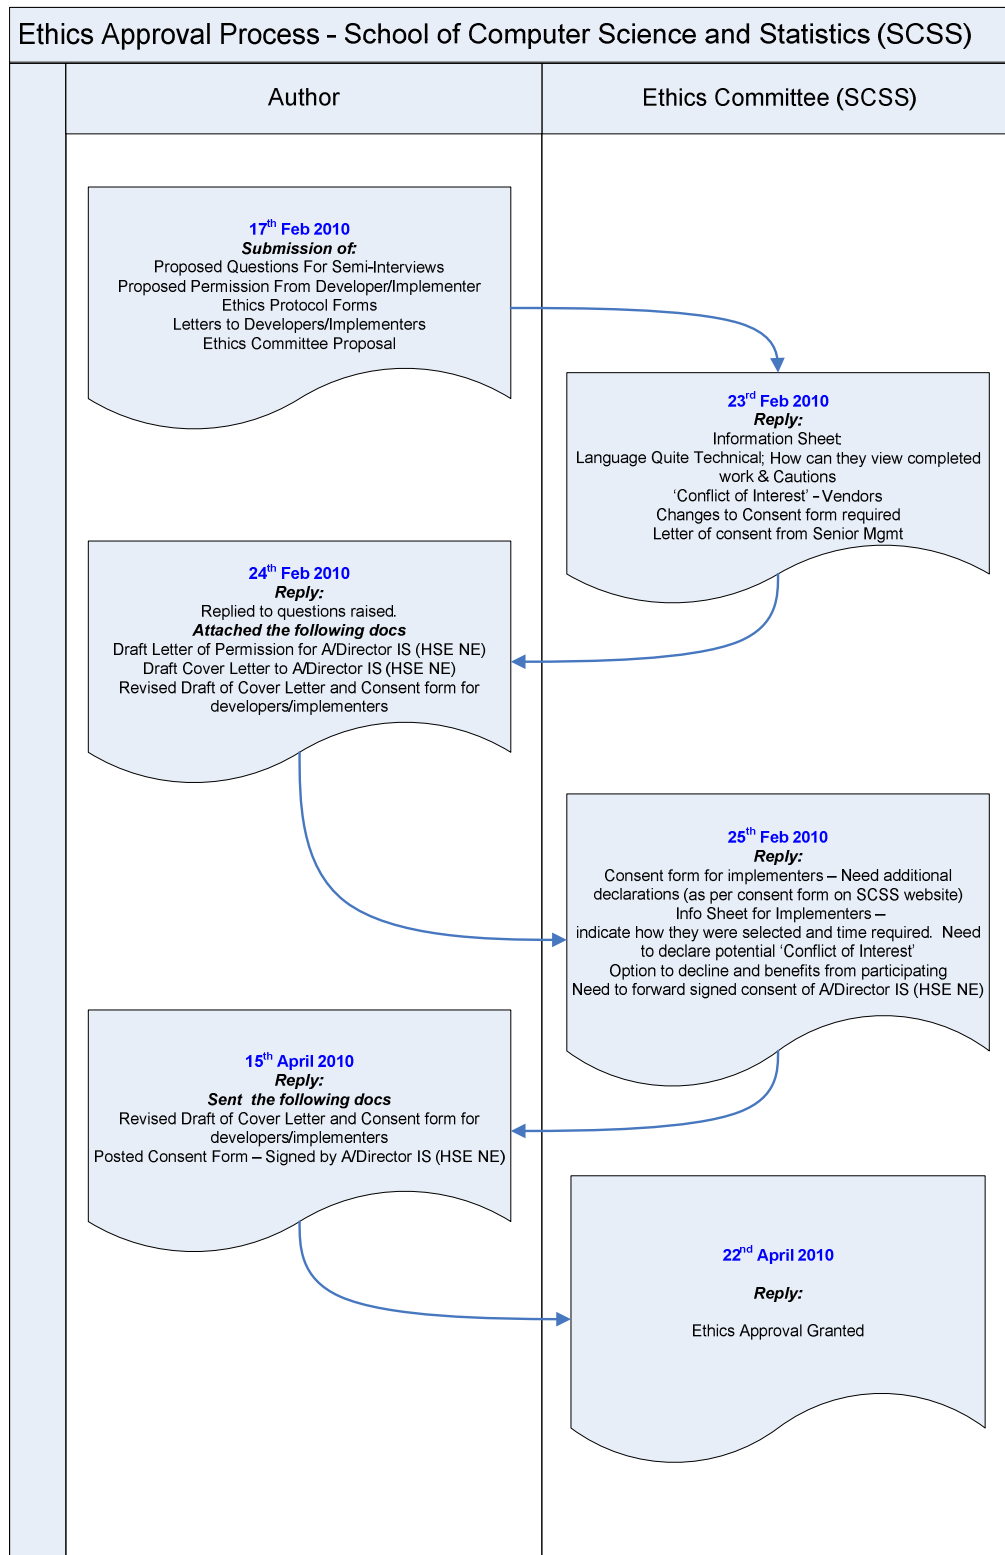 Ethics Approval Process - School of Computer Science and Statistics (SCSS)
Author
Ethics Committee (SCSS)
17th Feb 2010
Submission of:
Proposed Questions For Semi-Interviews
Proposed Permission From Developer/Implementer
Ethics Protocol Forms
Letters to Developers/Implementers
Ethics Committee Proposal
23rd Feb 2010
Reply:
Information Sheet:
Language Quite Technical; How can they view completed
work & Cautions
‘Conflict of Interest’ - Vendors
Changes to Consent form required
Letter of consent from Senior Mgmt
24th Feb 2010
Reply:
Replied to questions raised.
Attached the following docs
Draft Letter of Permission for A/Director IS (HSE NE)
Draft Cover Letter to A/Director IS (HSE NE)
Revised Draft of Cover Letter and Consent form for
developers/implementers
25th Feb 2010
Reply:
Consent form for implementers – Need additional
declarations (as per consent form on SCSS website)
Info Sheet for Implementers –
indicate how they were selected and time required. Need
to declare potential ‘Conflict of Interest’
Option to decline and benefits from participating
Need to forward signed consent of A/Director IS (HSE NE)
15th April 2010
Reply:
Sent the following docs
Revised Draft of Cover Letter and Consent form for
developers/implementers
Posted Consent Form – Signed by A/Director IS (HSE NE)
22nd April 2010
Reply:
Ethics Approval Granted